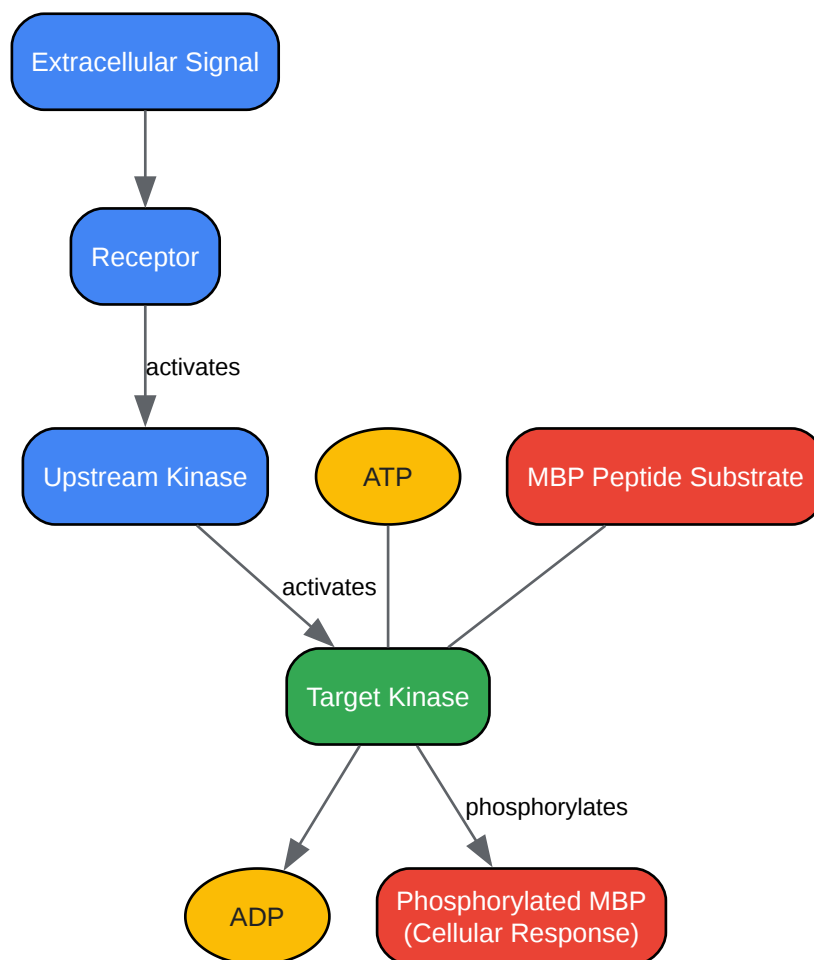 Extracellular Signal
Receptor
activates
Upstream Kinase
ATP
MBP Peptide Substrate
activates
Target Kinase
phosphorylates
ADP
Phosphorylated MBP
(Cellular Response)